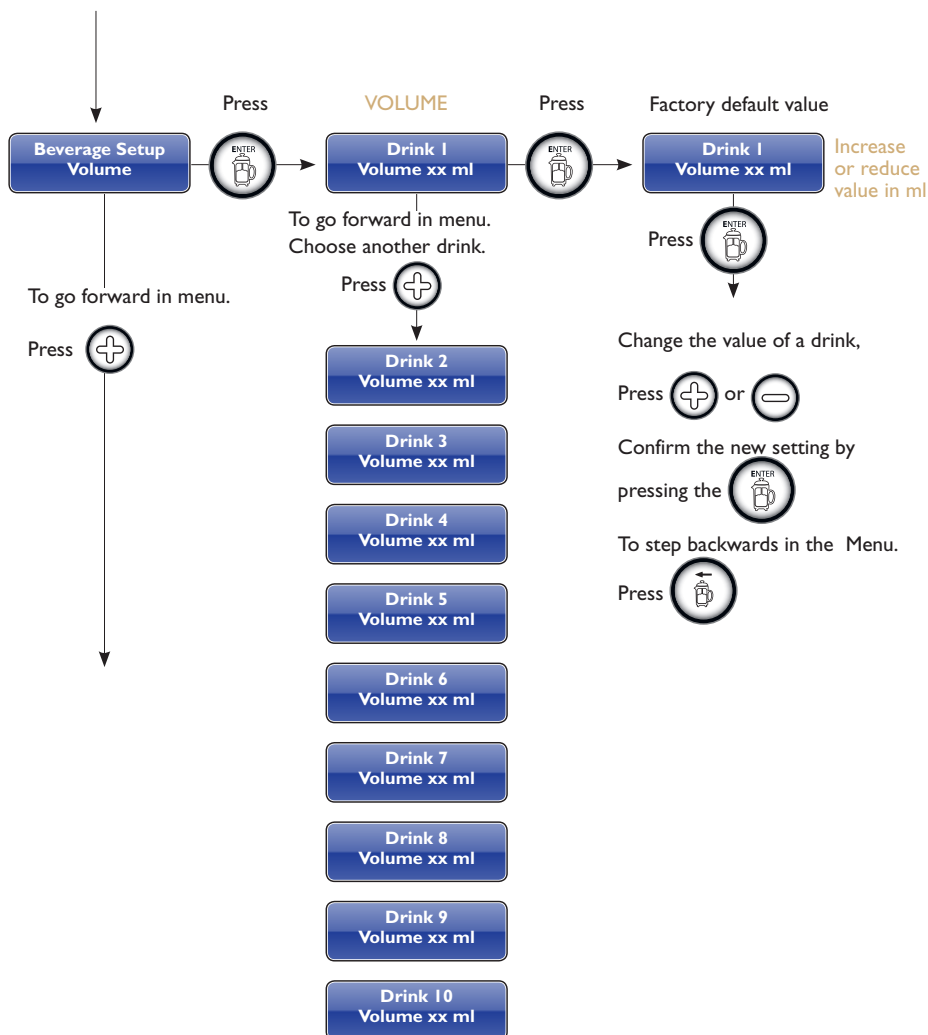 Press
VOLUME
Press
Factory default value
Beverage Setup
Volume
ENTER
Drink 1
Volume xx ml
ENTER
Drink 1
Volume xx ml
Increase
or reduce
value in ml
To go forward in menu.
Press
To go forward in menu.
Choose another drink.
Press
Drink 2
Volume xx ml
Drink 3
Volume xx ml
Drink 4
Volume xx ml
Drink 5
Volume xx ml
Drink 6
Volume xx ml
Drink 7
Volume xx ml
Drink 8
Volume xx ml
Drink 9
Volume xx ml
Drink 10
Volume xx ml
Press ENTER
Change the value of a drink,
Press or
Confirm the new setting by
pressing the ENTER
To step backwards in the Menu.
Press